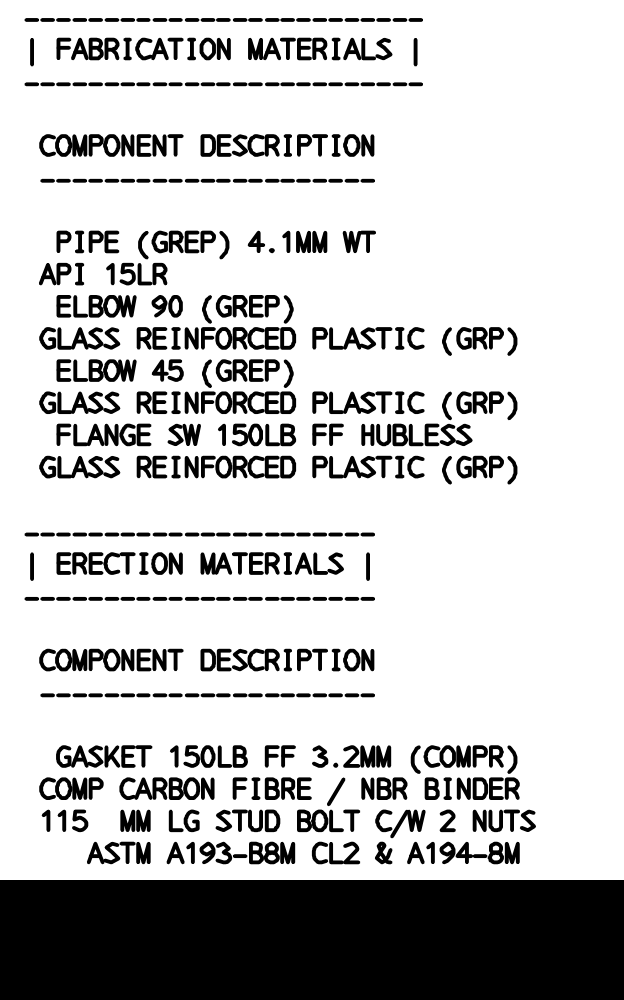 -------------------------
| FABRICATION MATERIALS |
-------------------------
COMPONENT DESCRIPTION
---------------------
PIPE (GREP) 4.1MM WT
API 15LR
ELBOW 90 (GREP)
GLASS REINFORCED PLASTIC (GRP)
ELBOW 45 (GREP)
GLASS REINFORCED PLASTIC (GRP)
FLANGE SW 150LB FF HUBLESS
GLASS REINFORCED PLASTIC (GRP)
----------------------
| ERECTION MATERIALS |
----------------------
COMPONENT DESCRIPTION
---------------------
GASKET 150LB FF 3.2MM (COMPR)
COMP CARBON FIBRE / NBR BINDER
115  MM LG STUD BOLT C/W 2 NUTS
ASTM A193-B8M CL2 & A194-8M